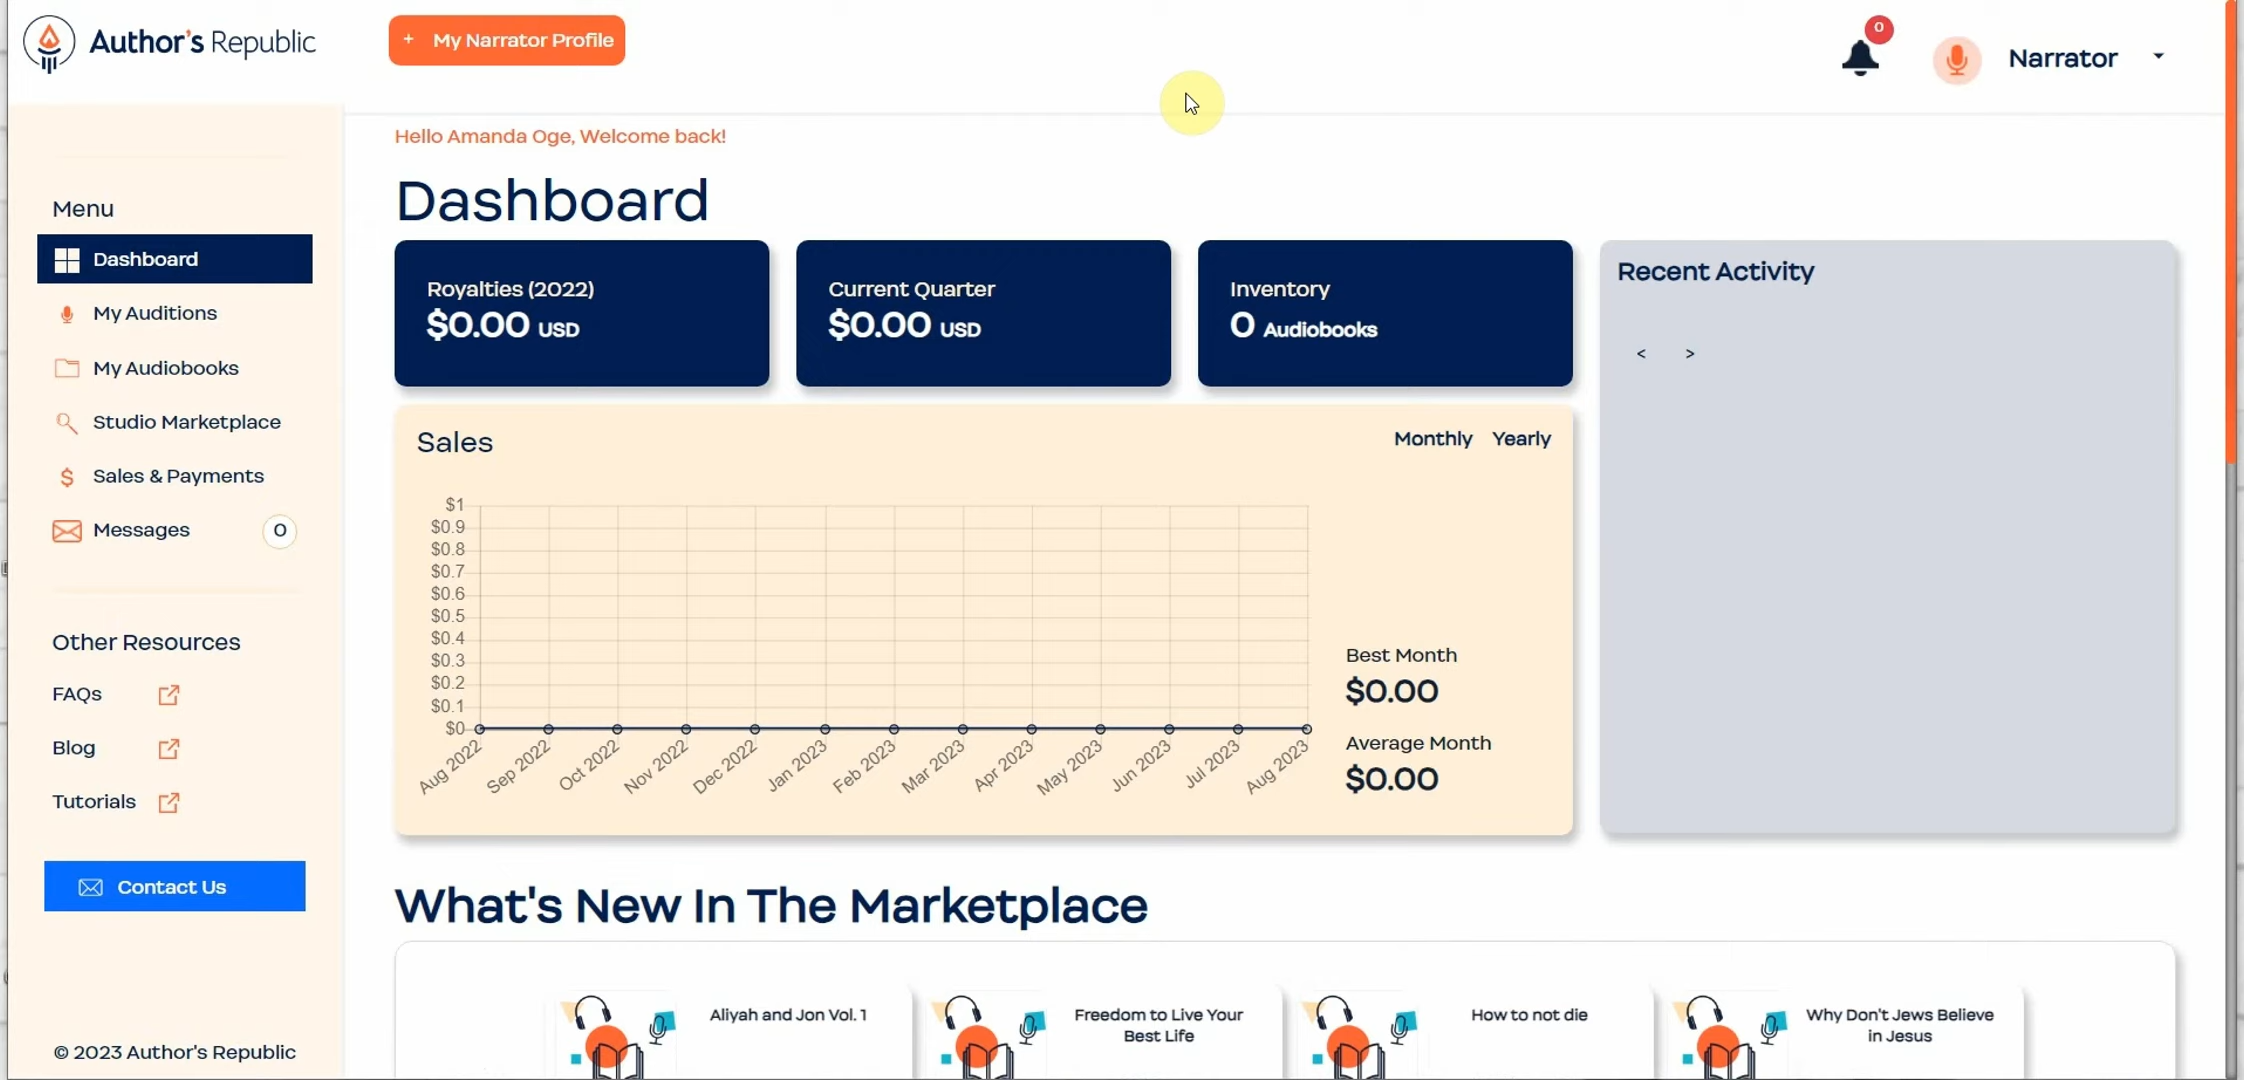 Author's Republic
+ My Narrator Profile
0
Narrator
Hello Amanda Oge, Welcome back!
Menu
Dashboard
My Auditions
My Audiobooks
Studio Marketplace
$ Sales & Payments
Messages 0
Other Resources
FAQs
Blog
Tutorials
Contact Us
© 2023 Author's Republic
Dashboard
Royalties (2022)
$0.00 USD
Current Quarter
$0.00 USD
Inventory
0 Audiobooks
Recent Activity
< >
Sales
Monthly Yearly
$1
$0.9
$0.8
$0.7
$0.6
$0.5
$0.4
$0.3
$0.2
$0.1
$0
Aug 2022
Sep 2022
Oct 2022
Nov 2022
Dec 2022
Jan 2023
Feb 2023
Mar 2023
Apr 2023
May 2023
Jun 2023
Jul 2023
Aug 2023
Best Month
$0.00
Average Month
$0.00
What's New In The Marketplace
Aliyah and Jon Vol. 1
Freedom to Live Your
Best Life
How to not die
Why Don't Jews Believe
in Jesus